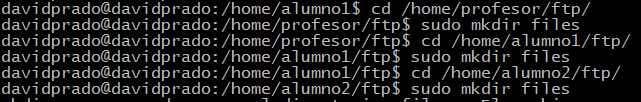 davidprado@davidprado:/home/alumno1$ cd /home/profesor/ftp/
davidprado@davidprado:/home/profesor/ftp$ sudo mkdir files
davidprado@davidprado:/home/profesor/ftp$ cd /home/alumno1/ftp/
davidprado@davidprado:/home/alumno1/ftp$ sudo mkdir files
davidprado@davidprado:/home/alumno1/ftp$ cd /home/alumno2/ftp/
davidprado@davidprado:/home/alumno2/ftp$ sudo mkdir files